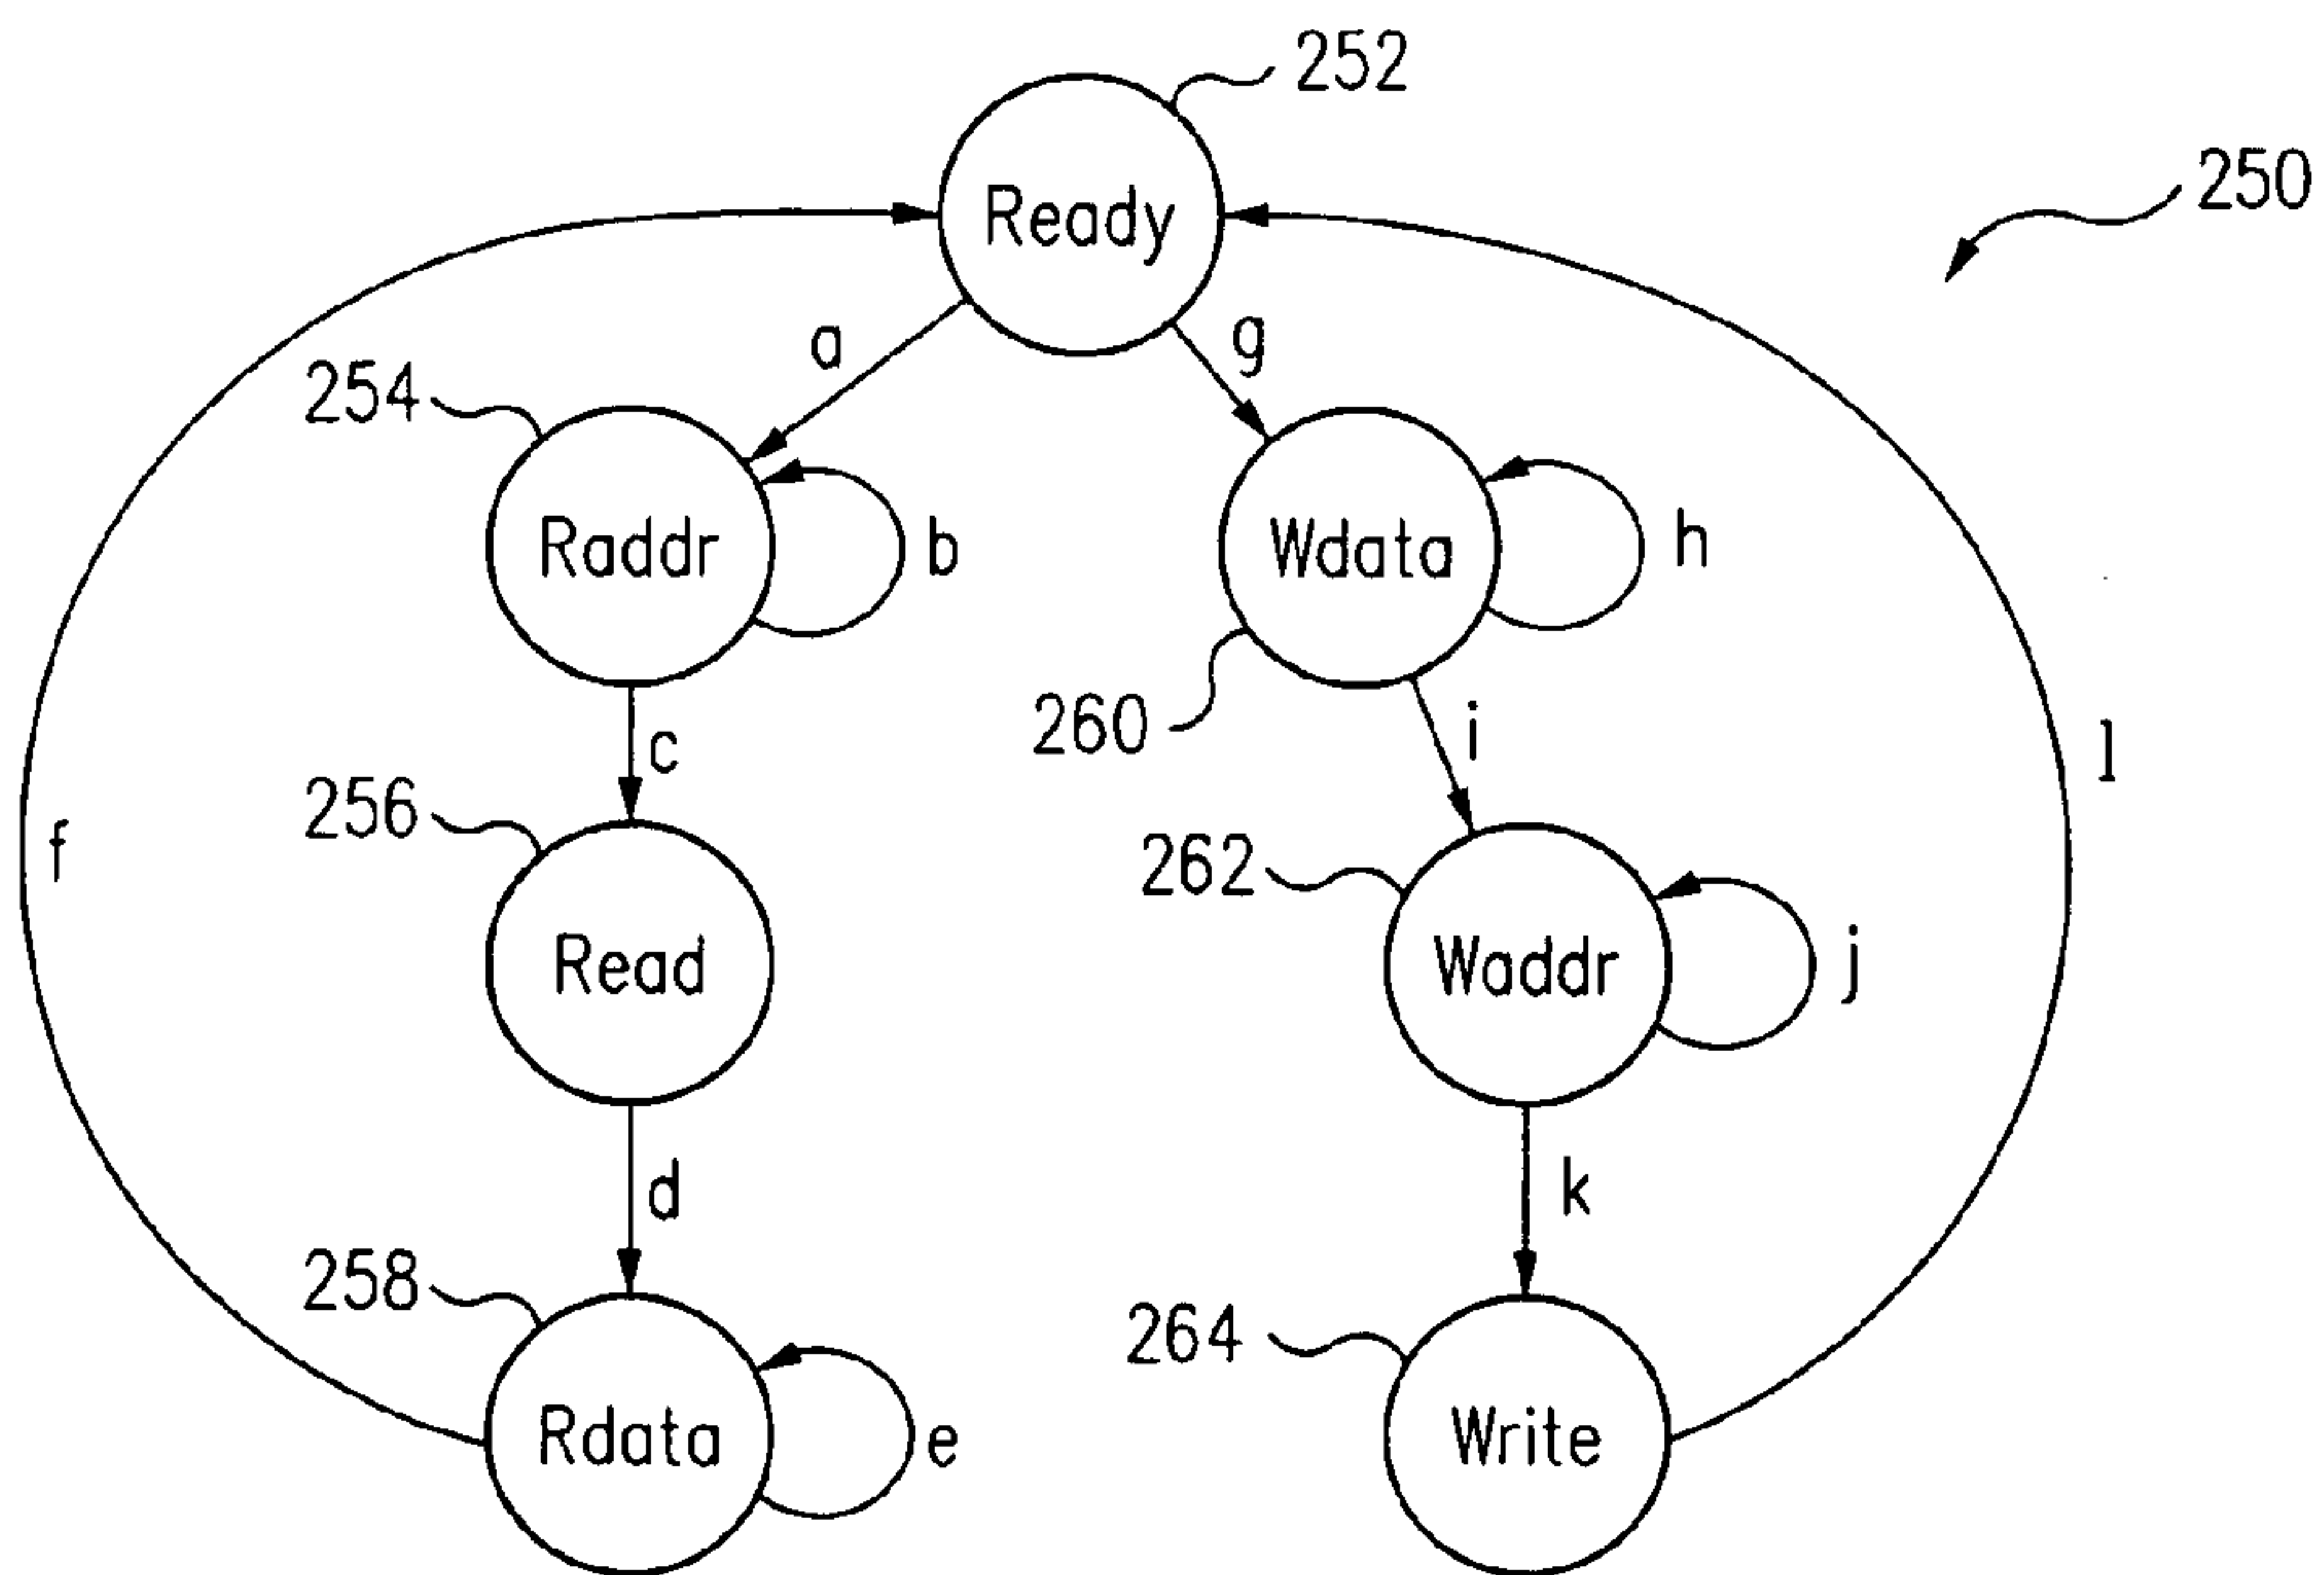 252
250
Ready
a
g
254
Raddr
b
Wdata
h
260
i
l
c
256
f
262
Read
Waddr
j
d
k
258
264
Rdata
e
Write